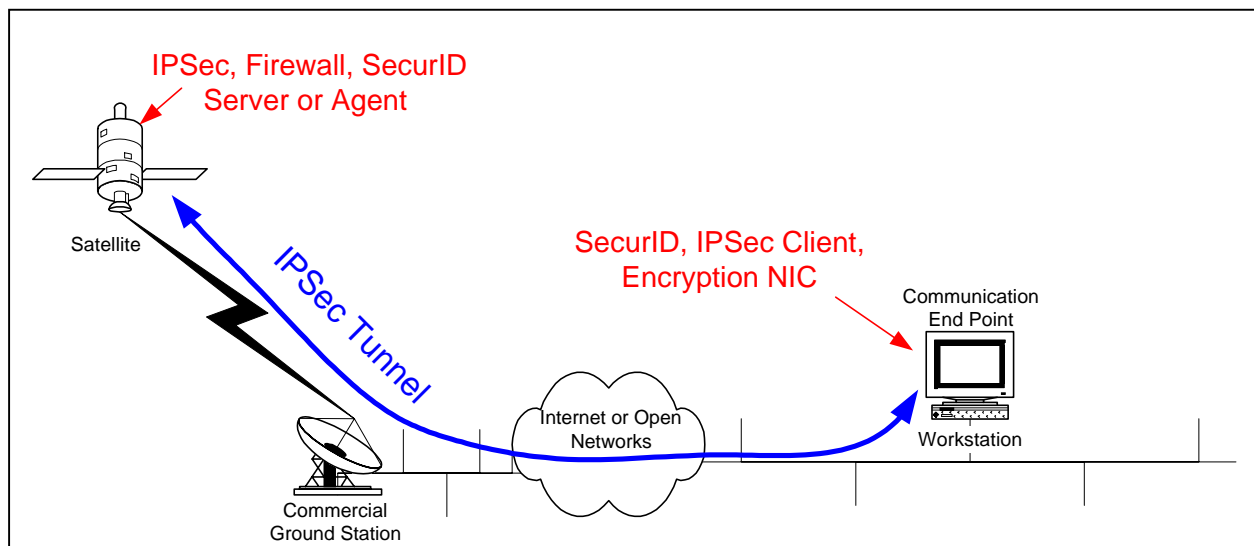 IPSec, Firewall, SecurID
Server or Agent
Satellite
IPSec Tunnel
SecurID, IPSec Client,
Encryption NIC
Communication
End Point
Internet or Open
Networks
Workstation
Commercial
Ground Station